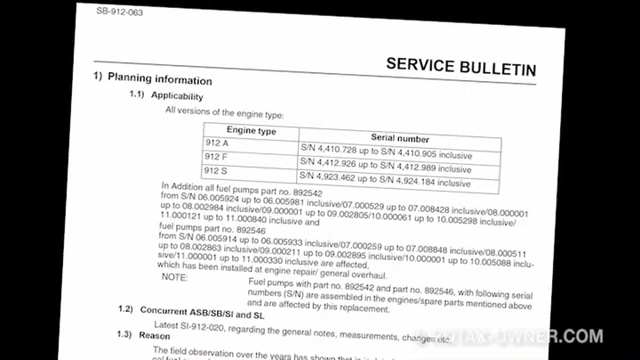 SB-912-063
SERVICE BULLETIN
1) Planning information
1.1) Applicability
All versions of the engine type:
Engine type Serial number
912 A S/N 4,410.728 up to S/N 4,410.905 inclusive
912 F S/N 4,412.926 up to S/N 4,412.989 inclusive
912 S S/N 4,923.462 up to S/N 4,924.184 inclusive
In Addition all fuel pumps part no. 892542
from S/N 06.005924 up to 06.005981 inclusive/07.000529 up to 07.008428 inclusive/08.000001
up to 08.002984 inclusive/09.000001 up to 09.002805/10.000061 up to 10.005298 inclusive/
11.000121 up to 11.000840 inclusive and
fuel pumps part no. 892546
from S/N 06.005914 up to 06.005933 inclusive/07.000259 up to 07.008848 inclusive/08.000511
up to 08.002863 inclusive/09.000211 up to 09.002895 inclusive/10.000001 up to 10.005088 inclu-
sive/11.000001 up to 11.000330 inclusive are affected,
which has been installed at engine repair/ general overhaul.
NOTE: Fuel pumps with part no. 892542 and 892546, with following serial
numbers (S/N) are assembled in the engines/spare parts mentioned above
and are affected by this replacement.
1.2) Concurrent ASB/SB/SI and SL
Latest SI-912-020, regarding the general notes, measurements, changes etc.
1.3) Reason
The field observation over the years has shown that in
ROTAX-OWNER.COM